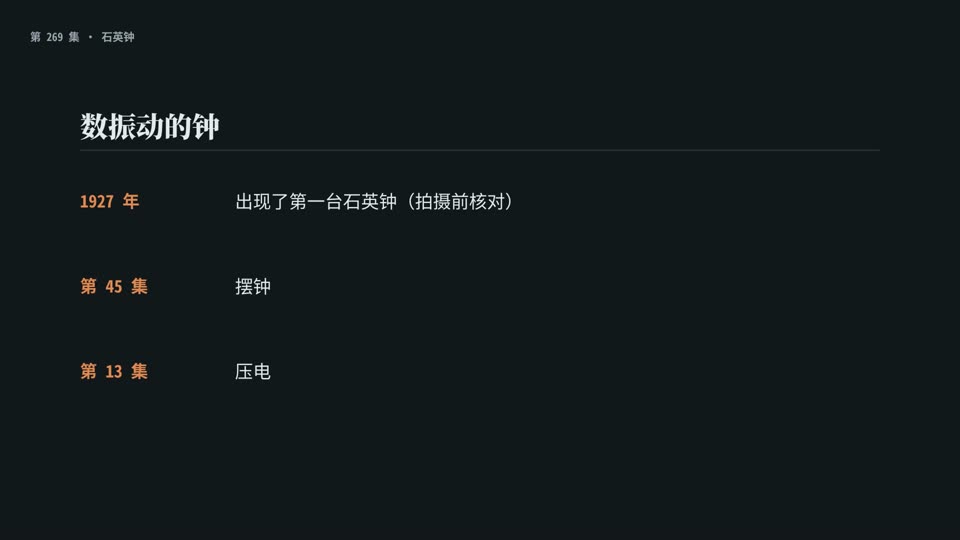 第 269 集 · 石英钟
数振动的钟
1927 年 出现了第一台石英钟（拍摄前核对）
第 45 集 摆钟
第 13 集 压电